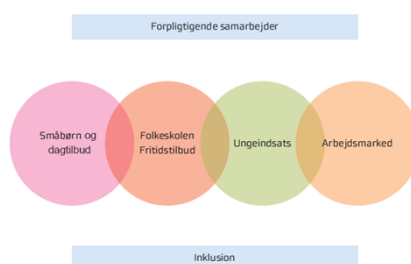 Forpligtigende samarbejder
Småbørn og
dagtilbud
Folkeskolen
Fritidstilbud
Ungeindsats
Arbejdsmarked
Inklusion